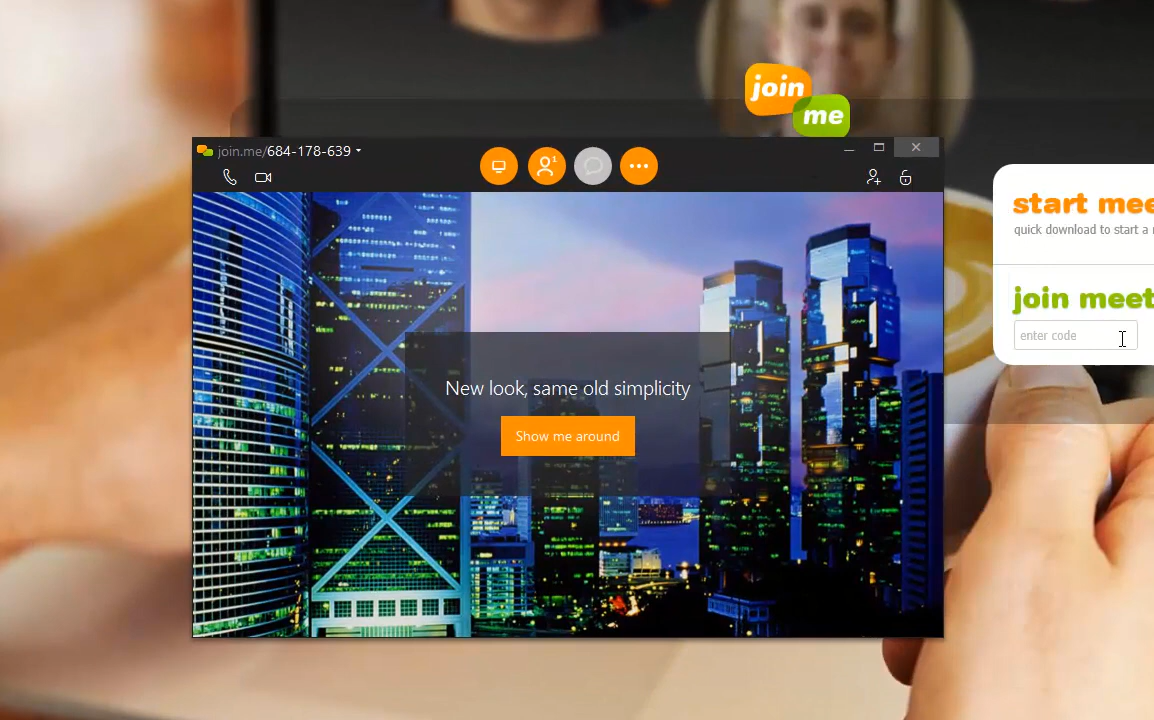 join
me
join.me/684-178-639
1
start mee
quick download to start a
join meet
enter code
New look, same old simplicity
Show me around